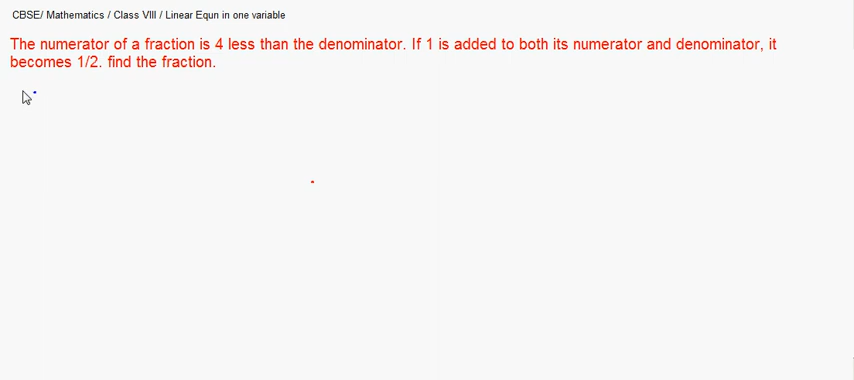 CBSE/ Mathematics / Class VIII / Linear Equn in one variable
The numerator of a fraction is 4 less than the denominator. If 1 is added to both its numerator and denominator, it
becomes 1/2. find the fraction.